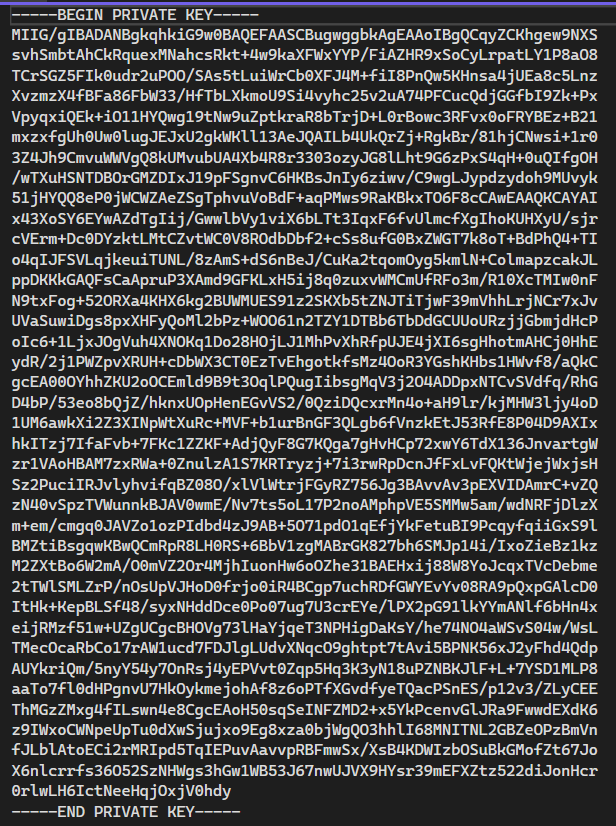 -----BEGIN PRIVATE KEY-----
MIIG/gIBADANBgkqhkiG9w0BAQEFAASCBugwggbkAgEAAoIBgQCqyZCKhgew9NXS
svhSmbtAhCkRquexMNahcsRkt+4w9kaXFWxYYP/FiAZHR9xSoCyLrpatLY1P8aO8
TCrSGZ5FIk0udr2uPOO/SAs5tLuiWrCb0XFJ4M+fiI8PnQw5KHnsa4jUEa8c5Lnz
XvzmzX4fBFa86FbW33/HfTbLXkmoU9Si4vyhc25v2uA74PFCucQdjGGfbI9Zk+Px
VpyqxiQEk+iO11HYQwg19tNw9uZptkraR8bTrjD+L0rBowc3RFvx0oFRYBEz+B21
mxzxfgUh0Uw0lugJEJxU2gkWKll13AeJQAILb4UkQrZj+RgkBr/81hjCNwsi+1r0
3Z4Jh9CmvuWWVgQ8kUMvubUA4Xb4R8r3303ozyJG8lLht9G6zPxS4qH+0uQIfgOH
/wTXuHSNTDBOrGMZDIxJ19pFSgnvC6HKBsJnIy6ziwv/C9wgLJypdzydoh9MUvyk
51jHYQQ8eP0jWCWZAeZSgTphvuVoBdF+aqPMws9RaKBkxTO6F8cCAwEAAQKCAYAI
x43XoSY6EYwAZdTgIij/GwwlbVy1viX6bLTt3IqxF6fvUlmcfXgIhoKUHXyU/sjr
cVErm+Dc0DYzktLMtCZvtWC0V8ROdbDbf2+cSs8ufG0BxZWGT7k8oT+BdPhQ4+TI
o4qIJFSVLqjkeuiTUNL/8zAmS+dS6nBeJ/CuKa2tqomOyg5kmlN+ColmapzcakJL
ppDKKkGAQFsCaApruP3XAmd9GFKLxH5ij8q0zuxvWMCmUfRFo3m/R10XcTMIw0nF
N9txFog+52ORXa4KHX6kg2BUWMUES91z2SKXb5tZNJTiTjwF39mVhhLrjNCr7xJv
UVaSuwiDgs8pxXHFyQoMl2bPz+WOO61n2TZY1DTBb6TbDdGCUUoURzjjGbmjdHcP
oIc6+1LjxJOgVuh4XNOKq1Do28HOjLJ1MhPvXhRfpUJE4jXI6sgHhotmAHCj0HhE
ydR/2j1PWZpvXRUH+cDbWX3CT0EzTvEhgotkfsMz4OoR3YGshKHbs1HWvf8/aQkC
gcEA00OYhhZKU2oOCEmld9B9t3OqlPQugIibsgMqV3j2O4ADDpxNTCvSVdfq/RhG
D4bP/53eo8bQjZ/hknxUOpHenEGvVS2/0QziDQcxrMn4o+aH9lr/kjMHW3ljy4oD
1UM6awkXi2Z3XINpWtXuRc+MVF+b1urBnGF3QLgb6fVnzkEtJ53RfE8P04D9AXIx
hkITzj7IfaFvb+7FKc1ZZKF+AdjQyF8G7KQga7gHvHCp72xwY6TdX136JnvartgW
zr1VAoHBAM7zxRWa+0ZnulzA1S7KRTryzj+7i3rwRpDcnJfFxLvFQKtWjejWxjsH
Sz2PuciIRJvlyhvifqBZ08O/xlVlWtrjFGyRZ756Jg3BAvvAv3pEXVIDAmrC+vZQ
zN40vSpzTVWunnkBJAV0wmE/Nv7ts5oL17P2noAMphpVE5SMMw5am/wdNRFjDlzX
m+em/cmgq0JAVZo1ozPIdbd4zJ9AB+5O71pdO1qEfjYkFetuBI9PcqyfqiiGxS9l
BMZtiBsgqwKBwQCmRpR8LH0RS+6BbV1zgMABrGK827bh6SMJp14i/IxoZieBz1kz
M2ZXtBo6W2mA/O0mVZ2Or4MjhIuonHw6oOZhe31BAEHxij88W8YoJcqxTVcDebme
2tTWlSMLZrP/nOsUpVJHoD0frjo0iR4BCgp7uchRDfGWYEvYv08RA9pQxpGAlcD0
ItHk+KepBLSf48/syxNHddDce0Po07ug7U3crEYe/lPX2pG91lkYYmANlf6bHn4x
eijRMzf51w+UZgUCgcBHOVg73lHaYjqeT3NPHigDaKsY/he74NO4aWSvS04w/WsL
TMecOcaRbCo17rAW1ucd7FDJlgLUdvXNqcO9ghtpt7tAvi5BPNK56xJ2yFhd4Qdp
AUYkriQm/5nyY54y7OnRsj4yEPVvt0Zqp5Hq3K3yN18uPZNBKJlF+L+7YSD1MLP8
aaTo7fl0dHPgnvU7HkOykmejohAf8z6oPTfXGvdfyeTQacPSnES/p12v3/ZLyCEE
ThMGzZMxg4fILswn4e8CgcEAoH50sqSeINFZMD2+x5YkPcenvGlJRa9FwwdEXdK6
z9IWxoCWNpeUpTu0dXwSjujxo9Eg8xza0bjWgQO3hhlI68MNITNL2GBZeOPzBmVn
fJLblAtoECi2rMRIpd5TqIEPuvAavvpRBFmwSx/XsB4KDWIzbOSuBkGMofZt67Jo
X6nlcrrfs36O52SzNHWgs3hGw1WB53J67nwUJVX9HYsr39mEFXZtz522diJonHcr
0rlwLH6IctNeeHqjOxjV0hdy
-----END PRIVATE KEY-----